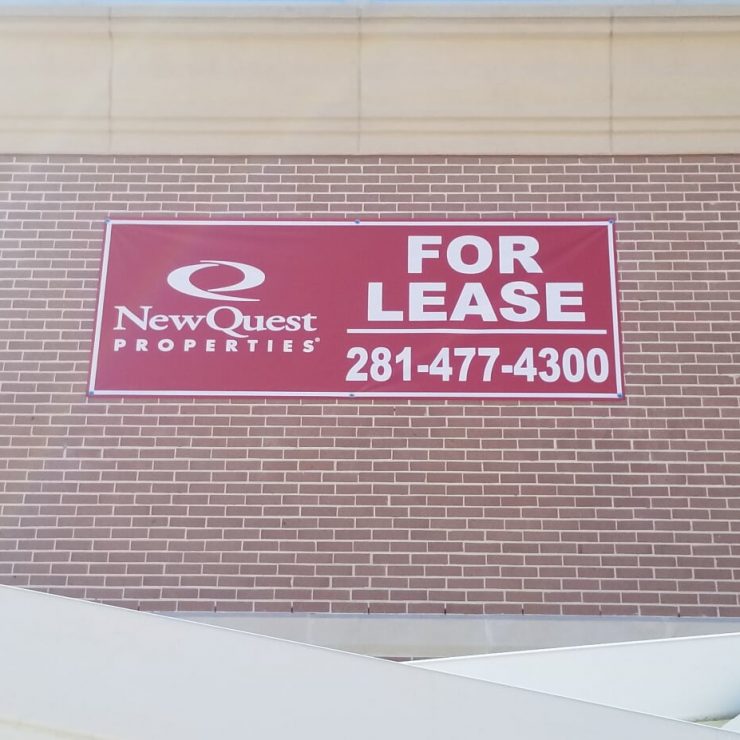 NewQuest
PROPERTIES®
FOR
LEASE
281-477-4300